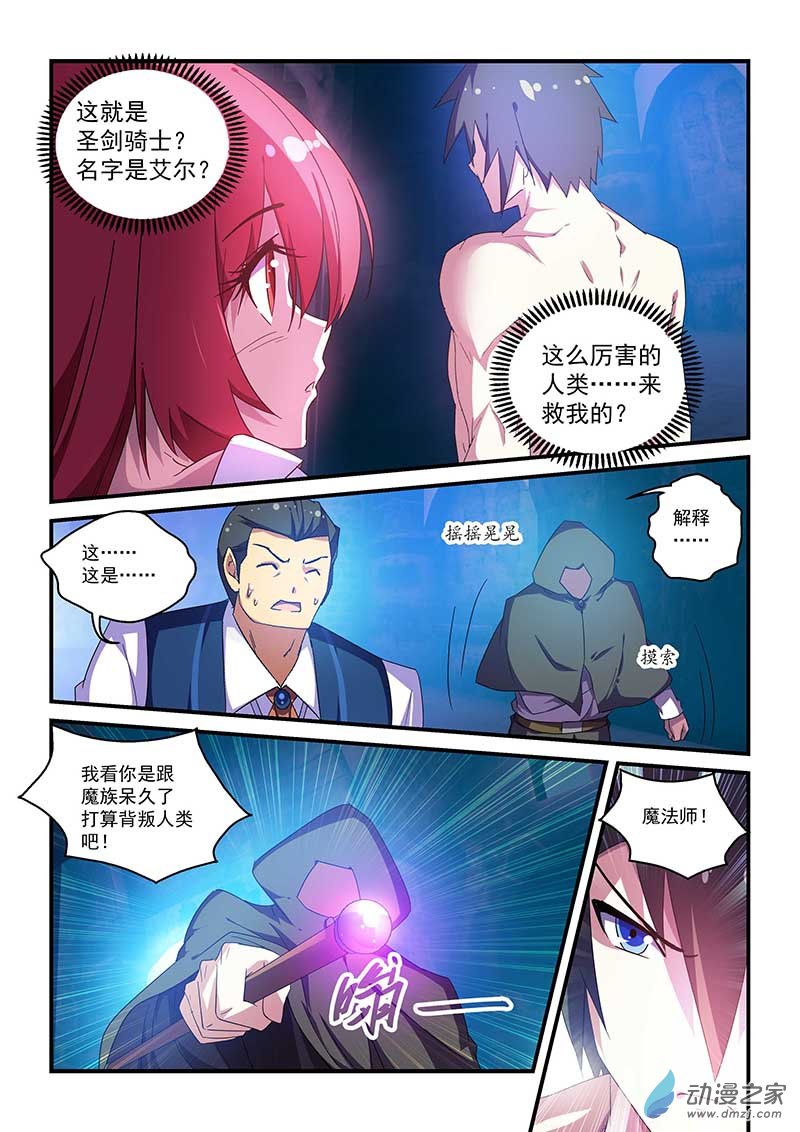 这就是
圣剑骑士？
名字是艾尔？
这么厉害的
人类……来
救我的？
这……
这是……
摇摇晃晃
解释
……
摸索
我看你是跟
魔族呆久了
打算背叛人类
吧！
魔法师！
嗡——
动漫之家
www.dmzj.com